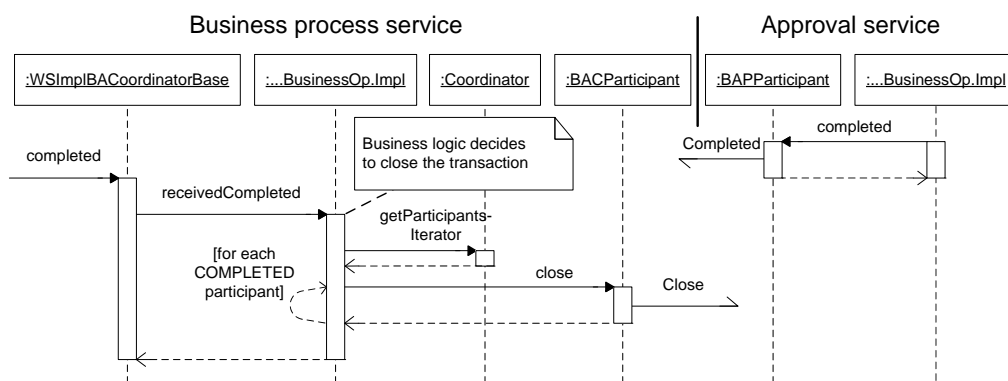 Business process service
Approval service
:WSImplBACoordinatorBase
:...BusinessOp.Impl
:Coordinator
:BACParticipant
:BAPParticipant
:...BusinessOp.Impl
Business logic decides
to close the transaction
completed
Completed
completed
receivedCompleted
getParticipants-
Iterator
[for each
COMPLETED
participant]
close
Close